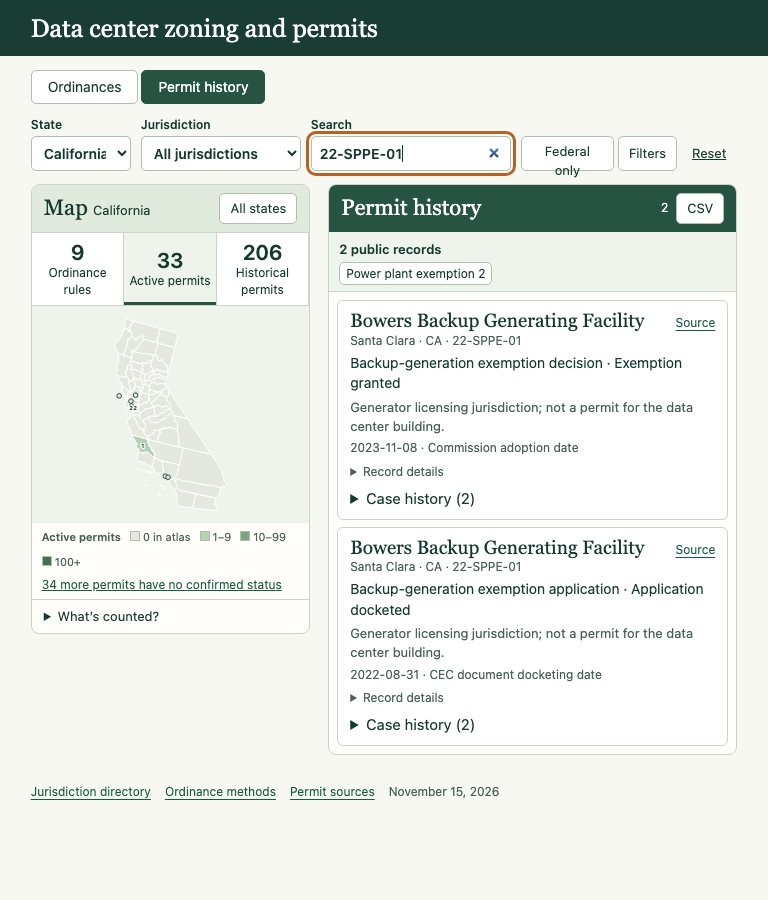 Data center zoning and permits
Ordinances
Permit history
State
Jurisdiction
Search
California
All jurisdictions
22-SPPE-01
Federal
only
Filters
Reset
Map California
All states
9
Ordinance
rules
33
Active permits
206
Historical
permits
22
1
Active permits
0 in atlas
1–9
10–99
100+
34 more permits have no confirmed status
What's counted?
Permit history
2
CSV
2 public records
Power plant exemption 2
Bowers Backup Generating Facility
Source
Santa Clara · CA · 22-SPPE-01
Backup-generation exemption decision · Exemption
granted
Generator licensing jurisdiction; not a permit for the data
center building.
2023-11-08 · Commission adoption date
Record details
Case history (2)
Bowers Backup Generating Facility
Source
Santa Clara · CA · 22-SPPE-01
Backup-generation exemption application · Application
docketed
Generator licensing jurisdiction; not a permit for the data
center building.
2022-08-31 · CEC document docketing date
Record details
Case history (2)
Jurisdiction directory
Ordinance methods
Permit sources
November 15, 2026